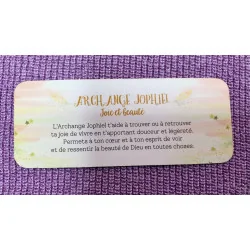 ARCHANGE JOPHIEL
Joie et beauté
L'Archange Jophiel t'aide à trouver ou à retrouver
ta joie de vivre en t'apportant douceur et légèreté.
Permets à ton cœur et à ton esprit de voir
et de ressentir la beauté de Dieu en toutes choses.